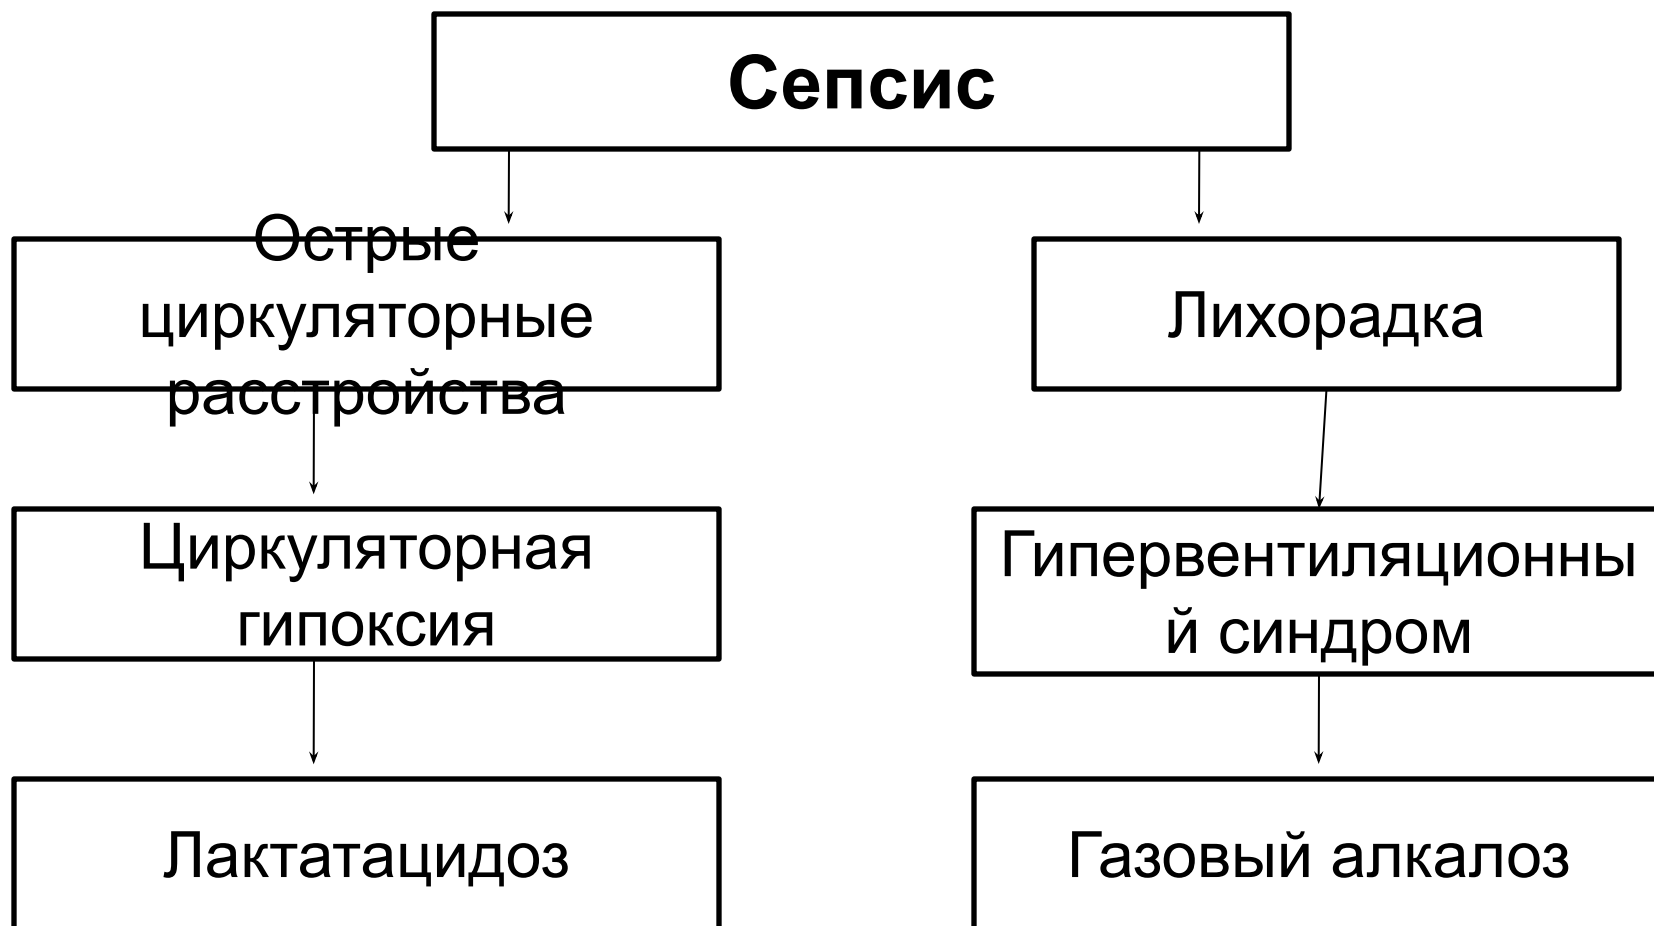 Сепсис
Острые
циркуляторные
расстройства
Лихорадка
Циркуляторная
гипоксия
Гипервентиляционны
й синдром
Лактатацидоз
Газовый алкалоз